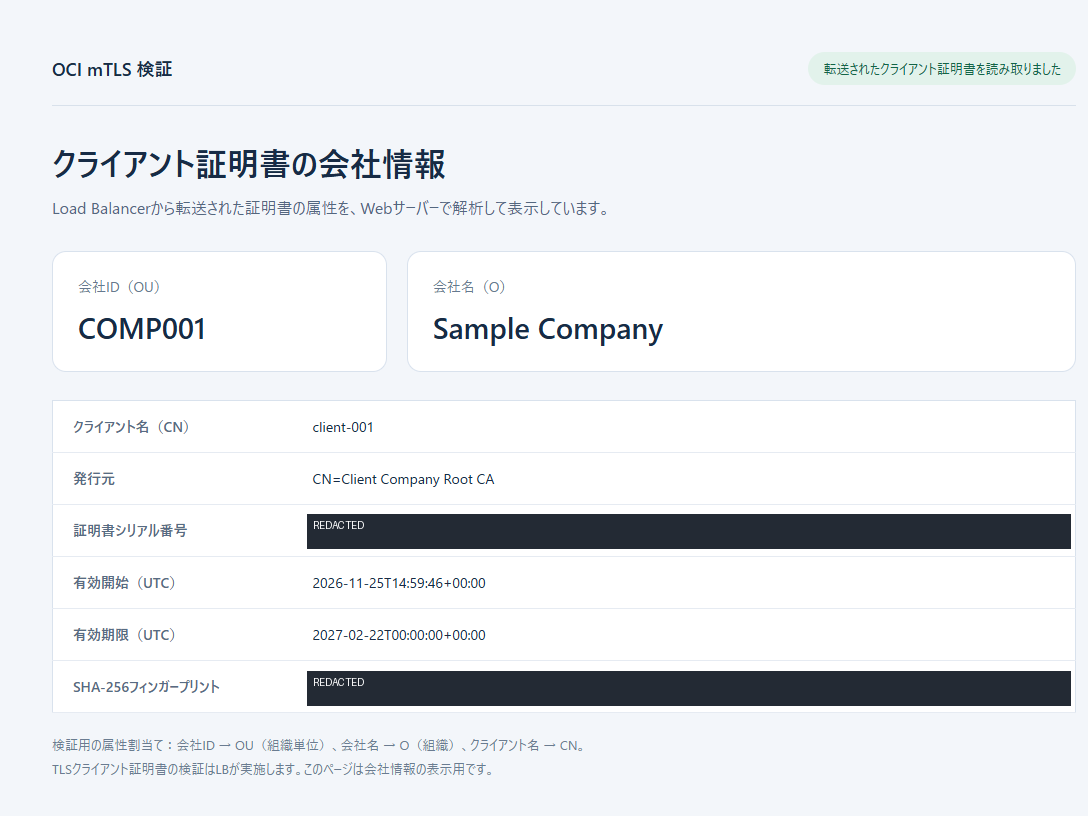 OCI mTLS 検証
転送されたクライアント証明書を読み取りました
クライアント証明書の会社情報
Load Balancerから転送された証明書の属性を、Webサーバーで解析して表示しています。
会社ID（OU）
COMP001
会社名（O）
Sample Company
クライアント名（CN）
client-001
発行元
CN=Client Company Root CA
証明書シリアル番号
REDACTED
有効開始（UTC）
2026-11-25T14:59:46+00:00
有効期限（UTC）
2027-02-22T00:00:00+00:00
SHA-256フィンガープリント
REDACTED
検証用の属性割当て：会社ID → OU（組織単位）、会社名 → O（組織）、クライアント名 → CN。
TLSクライアント証明書の検証はLBが実施します。このページは会社情報の表示用です。